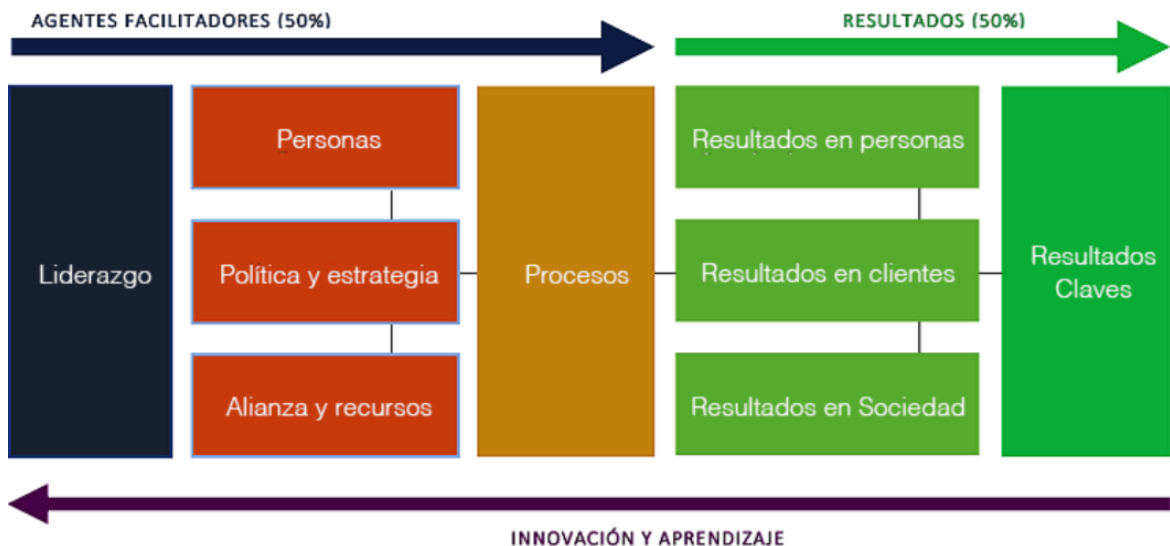 AGENTES FACILITADORES (50%)
RESULTADOS (50%)
Liderazgo
Personas
Política y estrategia
Alianza y recursos
Procesos
Resultados en personas
Resultados en clientes
Resultados en Sociedad
Resultados
Claves
INNOVACIÓN Y APRENDIZAJE